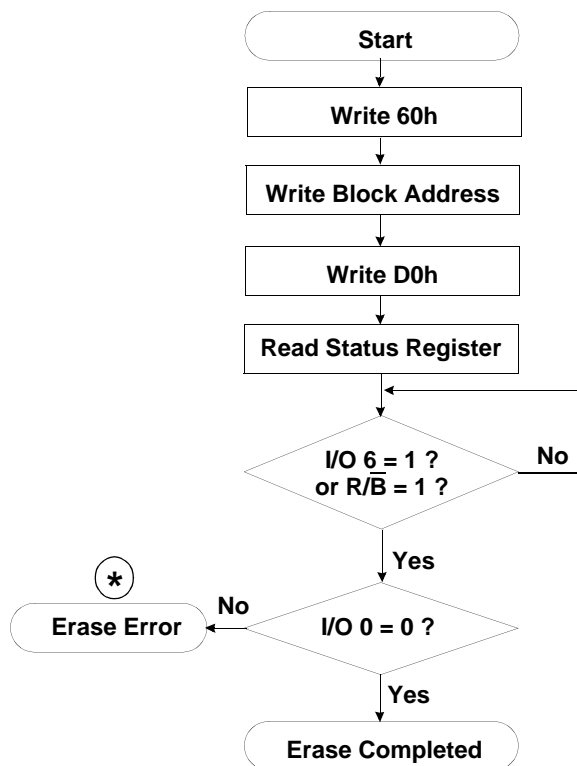 Start
Write 60h
Write Block Address
Write D0h
Read Status Register
I/O 6 = 1 ?
or R/B̅ = 1 ?
No
Yes
*
No
Erase Error
I/O 0 = 0 ?
Yes
Erase Completed